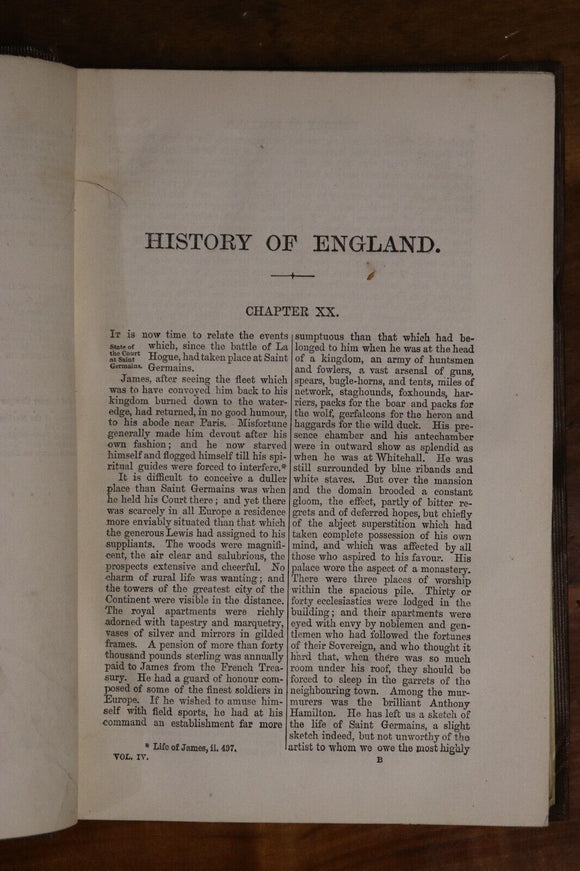 HISTORY OF ENGLAND.
CHAPTER XX.
IT is now time to relate the events
State of the Court at Saint Germains.
which, since the battle of La
Hogue, had taken place at Saint
Germains.
James, after seeing the fleet which
was to have convoyed him back to his
kingdom burned down to the water-
edge, had returned, in no good humour,
to his abode near Paris. Misfortune
generally made him devout after his
own fashion; and he now starved
himself and flogged himself till his spi-
ritual guides were forced to interfere.*
It is difficult to conceive a duller
place than Saint Germains was when
he held his Court there; and yet there
was scarcely in all Europe a residence
more enviably situated than that which
the generous Lewis had assigned to his
suppliants. The woods were magnifi-
cent, the air clear and salubrious, the
prospects extensive and cheerful. No
charm of rural life was wanting; and
the towers of the greatest city of the
Continent were visible in the distance.
The royal apartments were richly
adorned with tapestry and marquetry,
vases of silver and mirrors in gilded
frames. A pension of more than forty
thousand pounds sterling was annually
paid to James from the French Trea-
sury. He had a guard of honour com-
posed of some of the finest soldiers in
Europe. If he wished to amuse him-
self with field sports, he had at his
command an establishment far more
* Life of James, ii. 497.
VOL. IV.
sumptuous than that which had be-
longed to him when he was at the head
of a kingdom, an army of huntsmen
and fowlers, a vast arsenal of guns,
spears, bugle-horns, and tents, miles of
network, staghounds, foxhounds, har-
riers, packs for the boar and packs for
the wolf, gerfalcons for the heron and
haggards for the wild duck. His pre-
sence chamber and his antechamber
were in outward show as splendid as
when he was at Whitehall. He was
still surrounded by blue ribands and
white staves. But over the mansion
and the domain brooded a constant
gloom, the effect, partly of bitter re-
grets and of deferred hopes, but chiefly
of the abject superstition which had
taken complete possession of his own
mind, and which was affected by all
those who aspired to his favour. His
palace wore the aspect of a monastery.
There were three places of worship
within the spacious pile. Thirty or
forty ecclesiastics were lodged in the
building; and their apartments were
eyed with envy by noblemen and gen-
tlemen who had followed the fortunes
of their Sovereign, and who thought it
hard that, when there was so much
room under his roof, they should be
forced to sleep in the garrets of the
neighbouring town. Among the mur-
murers was the brilliant Anthony
Hamilton. He has left us a sketch of
the life of Saint Germains, a slight
sketch indeed, but not unworthy of the
artist to whom we owe the most highly
B